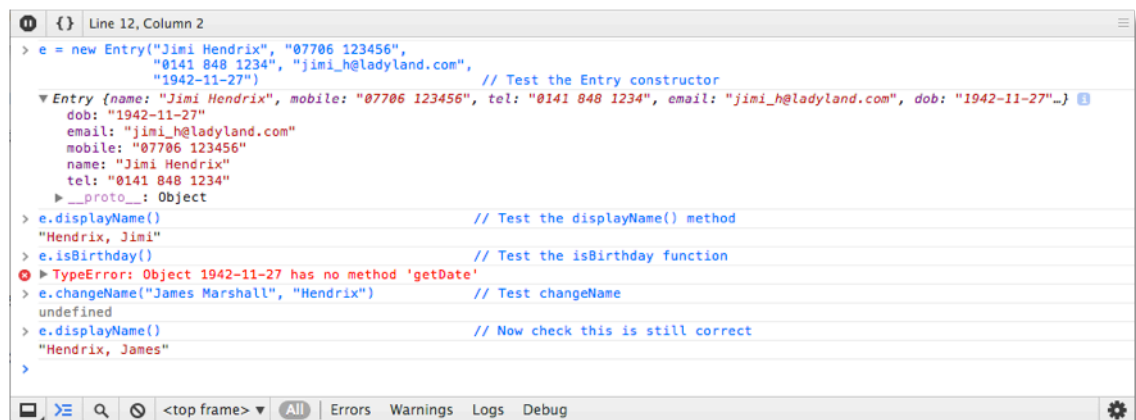 {} Line 12, Column 2
> e = new Entry("Jimi Hendrix", "07706 123456",
"0141 848 1234", "jimi_h@ladyland.com",
"1942-11-27") // Test the Entry constructor
▼Entry {name: "Jimi Hendrix", mobile: "07706 123456", tel: "0141 848 1234", email: "jimi_h@ladyland.com", dob: "1942-11-27"…} i
dob: "1942-11-27"
email: "jimi_h@ladyland.com"
mobile: "07706 123456"
name: "Jimi Hendrix"
tel: "0141 848 1234"
▶__proto__: Object
> e.displayName() // Test the displayName() method
"Hendrix, Jimi"
> e.isBirthday() // Test the isBirthday function
▶TypeError: Object 1942-11-27 has no method 'getDate'
> e.changeName("James Marshall", "Hendrix") // Test changeName
undefined
> e.displayName() // Now check this is still correct
"Hendrix, James"
>
<top frame> ▼ All Errors Warnings Logs Debug